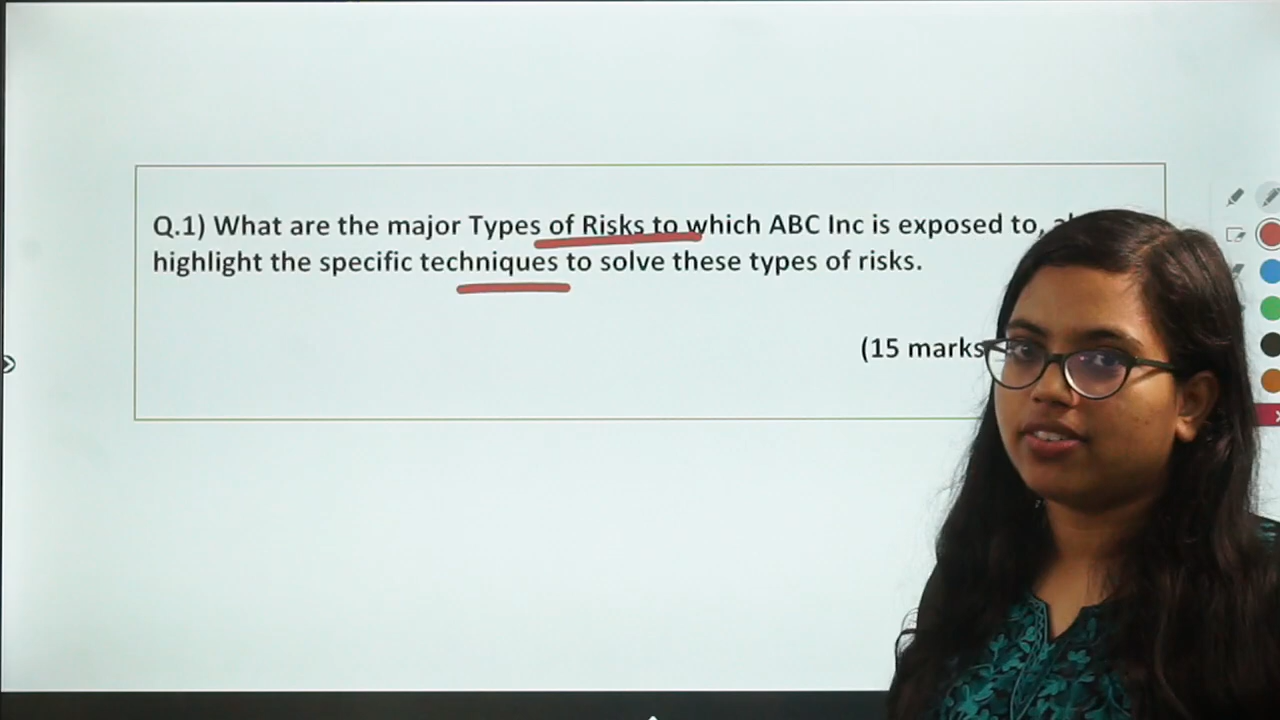 Q.1) What are the major Types of Risks to which ABC Inc is exposed to,
highlight the specific techniques to solve these types of risks.
(15 marks